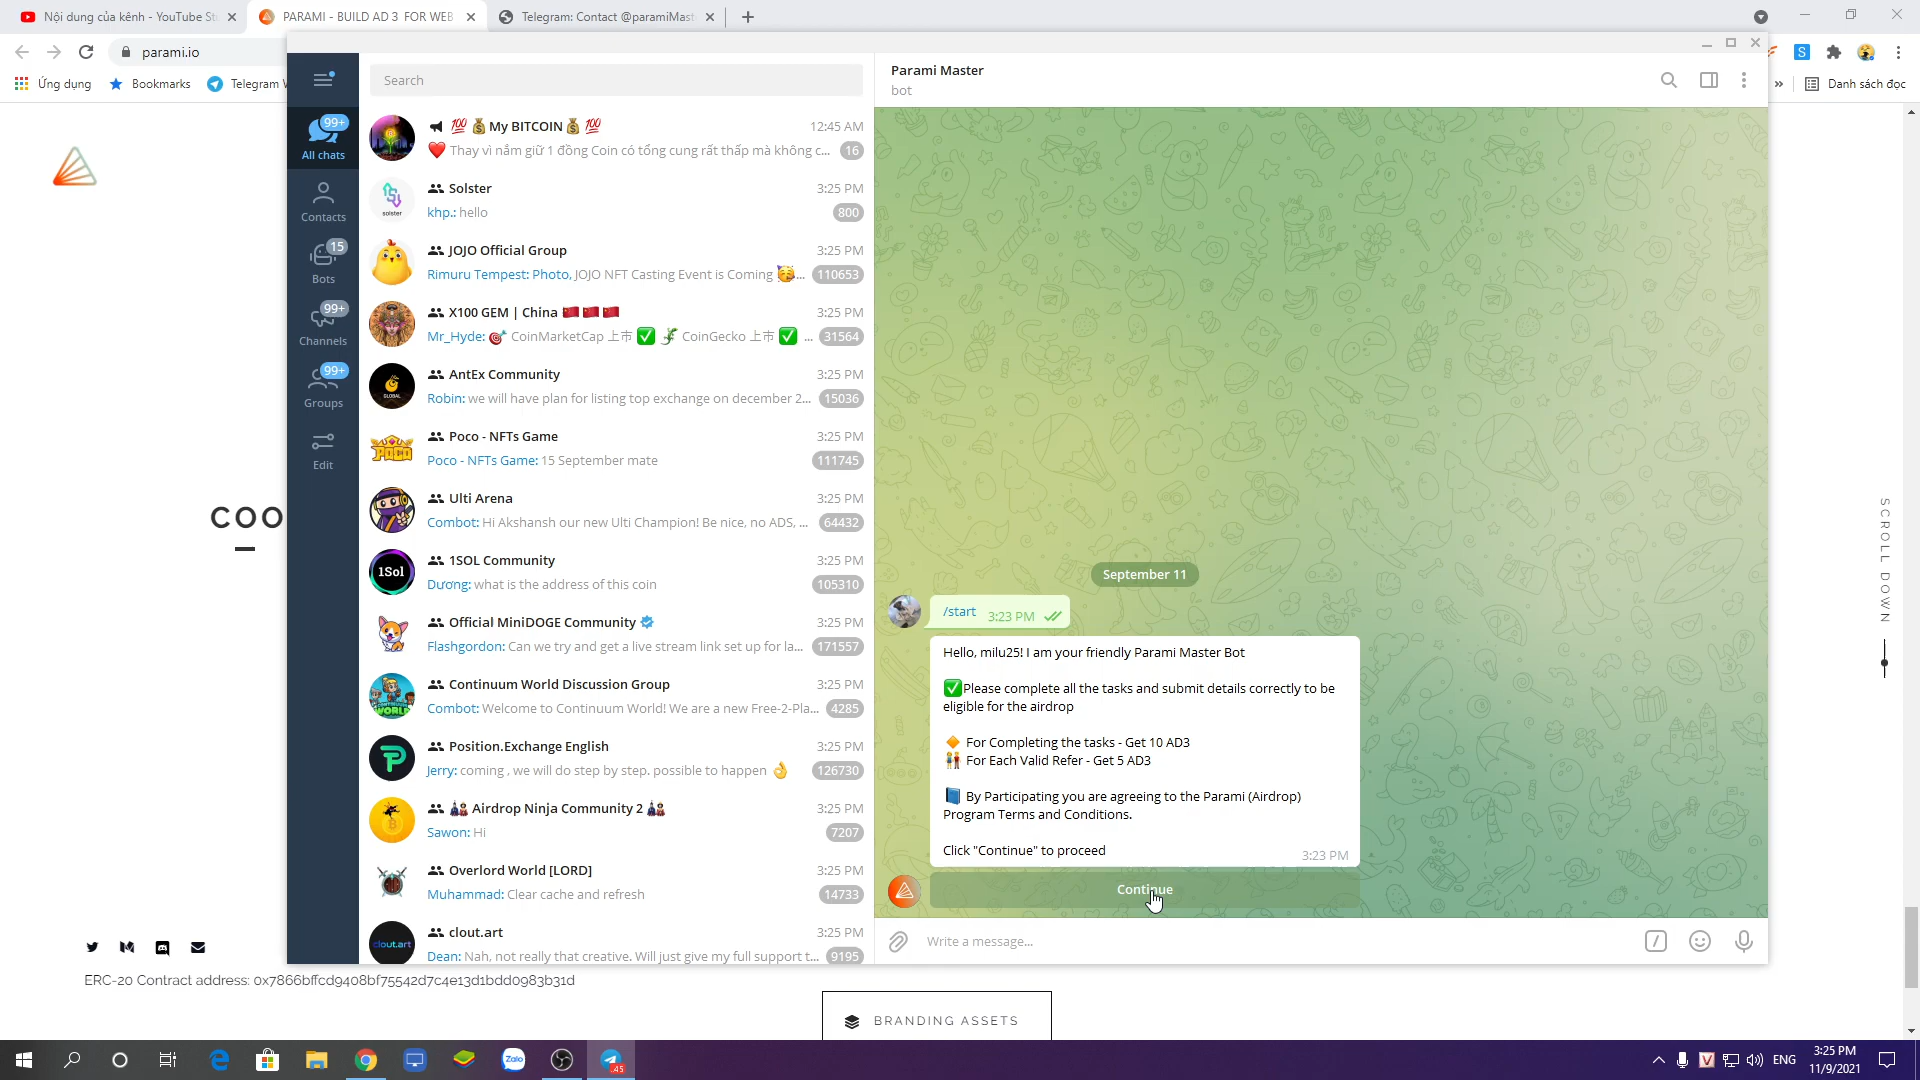 Nội dung của kênh - YouTube St
PARAMI - BUILD AD 3 FOR WEB
Telegram: Contact @paramiMast
parami.io
Ứng dụng
Bookmarks
Telegram W
Danh sách đọc
COO
ERC-20 Contract address: 0x7866bffcd9408bf75542d7c4e13d1bdd0983b31d
BRANDING ASSETS
SCROLL DOWN
99+
All chats
Contacts
15
Bots
99+
Channels
99+
Groups
Edit
Search
💯 💰 My BITCOIN 💰 💯
12:45 AM
❤️ Thay vì nắm giữ 1 đồng Coin có tổng cung rất thấp mà không c...
16
solster
Solster
3:25 PM
khp.: hello
800
JOJO Official Group
3:25 PM
Rimuru Tempest: Photo, JOJO NFT Casting Event is Coming 🥳...
110653
X100 GEM | China 🇨🇳 🇨🇳 🇨🇳
3:25 PM
Mr_Hyde: 🎯 CoinMarketCap 上市 ✅ 🦎 CoinGecko 上市 ✅ ...
31564
GLOBAL
AntEx Community
3:25 PM
Robin: we will have plan for listing top exchange on december 2...
15036
POCO
Poco - NFTs Game
3:25 PM
Poco - NFTs Game: 15 September mate
111745
Ulti Arena
3:25 PM
Combot: Hi Akshansh our new Ulti Champion! Be nice, no ADS, ...
64432
1Sol
1SOL Community
3:25 PM
Dương: what is the address of this coin
105310
Official MiniDOGE Community
3:25 PM
Flashgordon: Can we try and get a live stream link set up for la...
171557
WORLD
Continuum World Discussion Group
3:25 PM
Combot: Welcome to Continuum World! We are a new Free-2-Pla...
4285
Position.Exchange English
3:25 PM
Jerry: coming , we will do step by step. possible to happen 👌
126730
🎎 Airdrop Ninja Community 2 🎎
3:25 PM
Sawon: Hi
7207
Overlord World [LORD]
3:25 PM
Muhammad: Clear cache and refresh
14733
clout.art
clout.art
3:25 PM
Dean: Nah, not really that creative. Will just give my full support t...
9195
Parami Master
bot
September 11
/start
3:23 PM
Hello, milu25! I am your friendly Parami Master Bot
✅Please complete all the tasks and submit details correctly to be
eligible for the airdrop
🔶 For Completing the tasks - Get 10 AD3
👬 For Each Valid Refer - Get 5 AD3
📘 By Participating you are agreeing to the Parami (Airdrop)
Program Terms and Conditions.
Click "Continue" to proceed
3:23 PM
Continue
Write a message...
Zalo
45
ENG
3:25 PM
11/9/2021